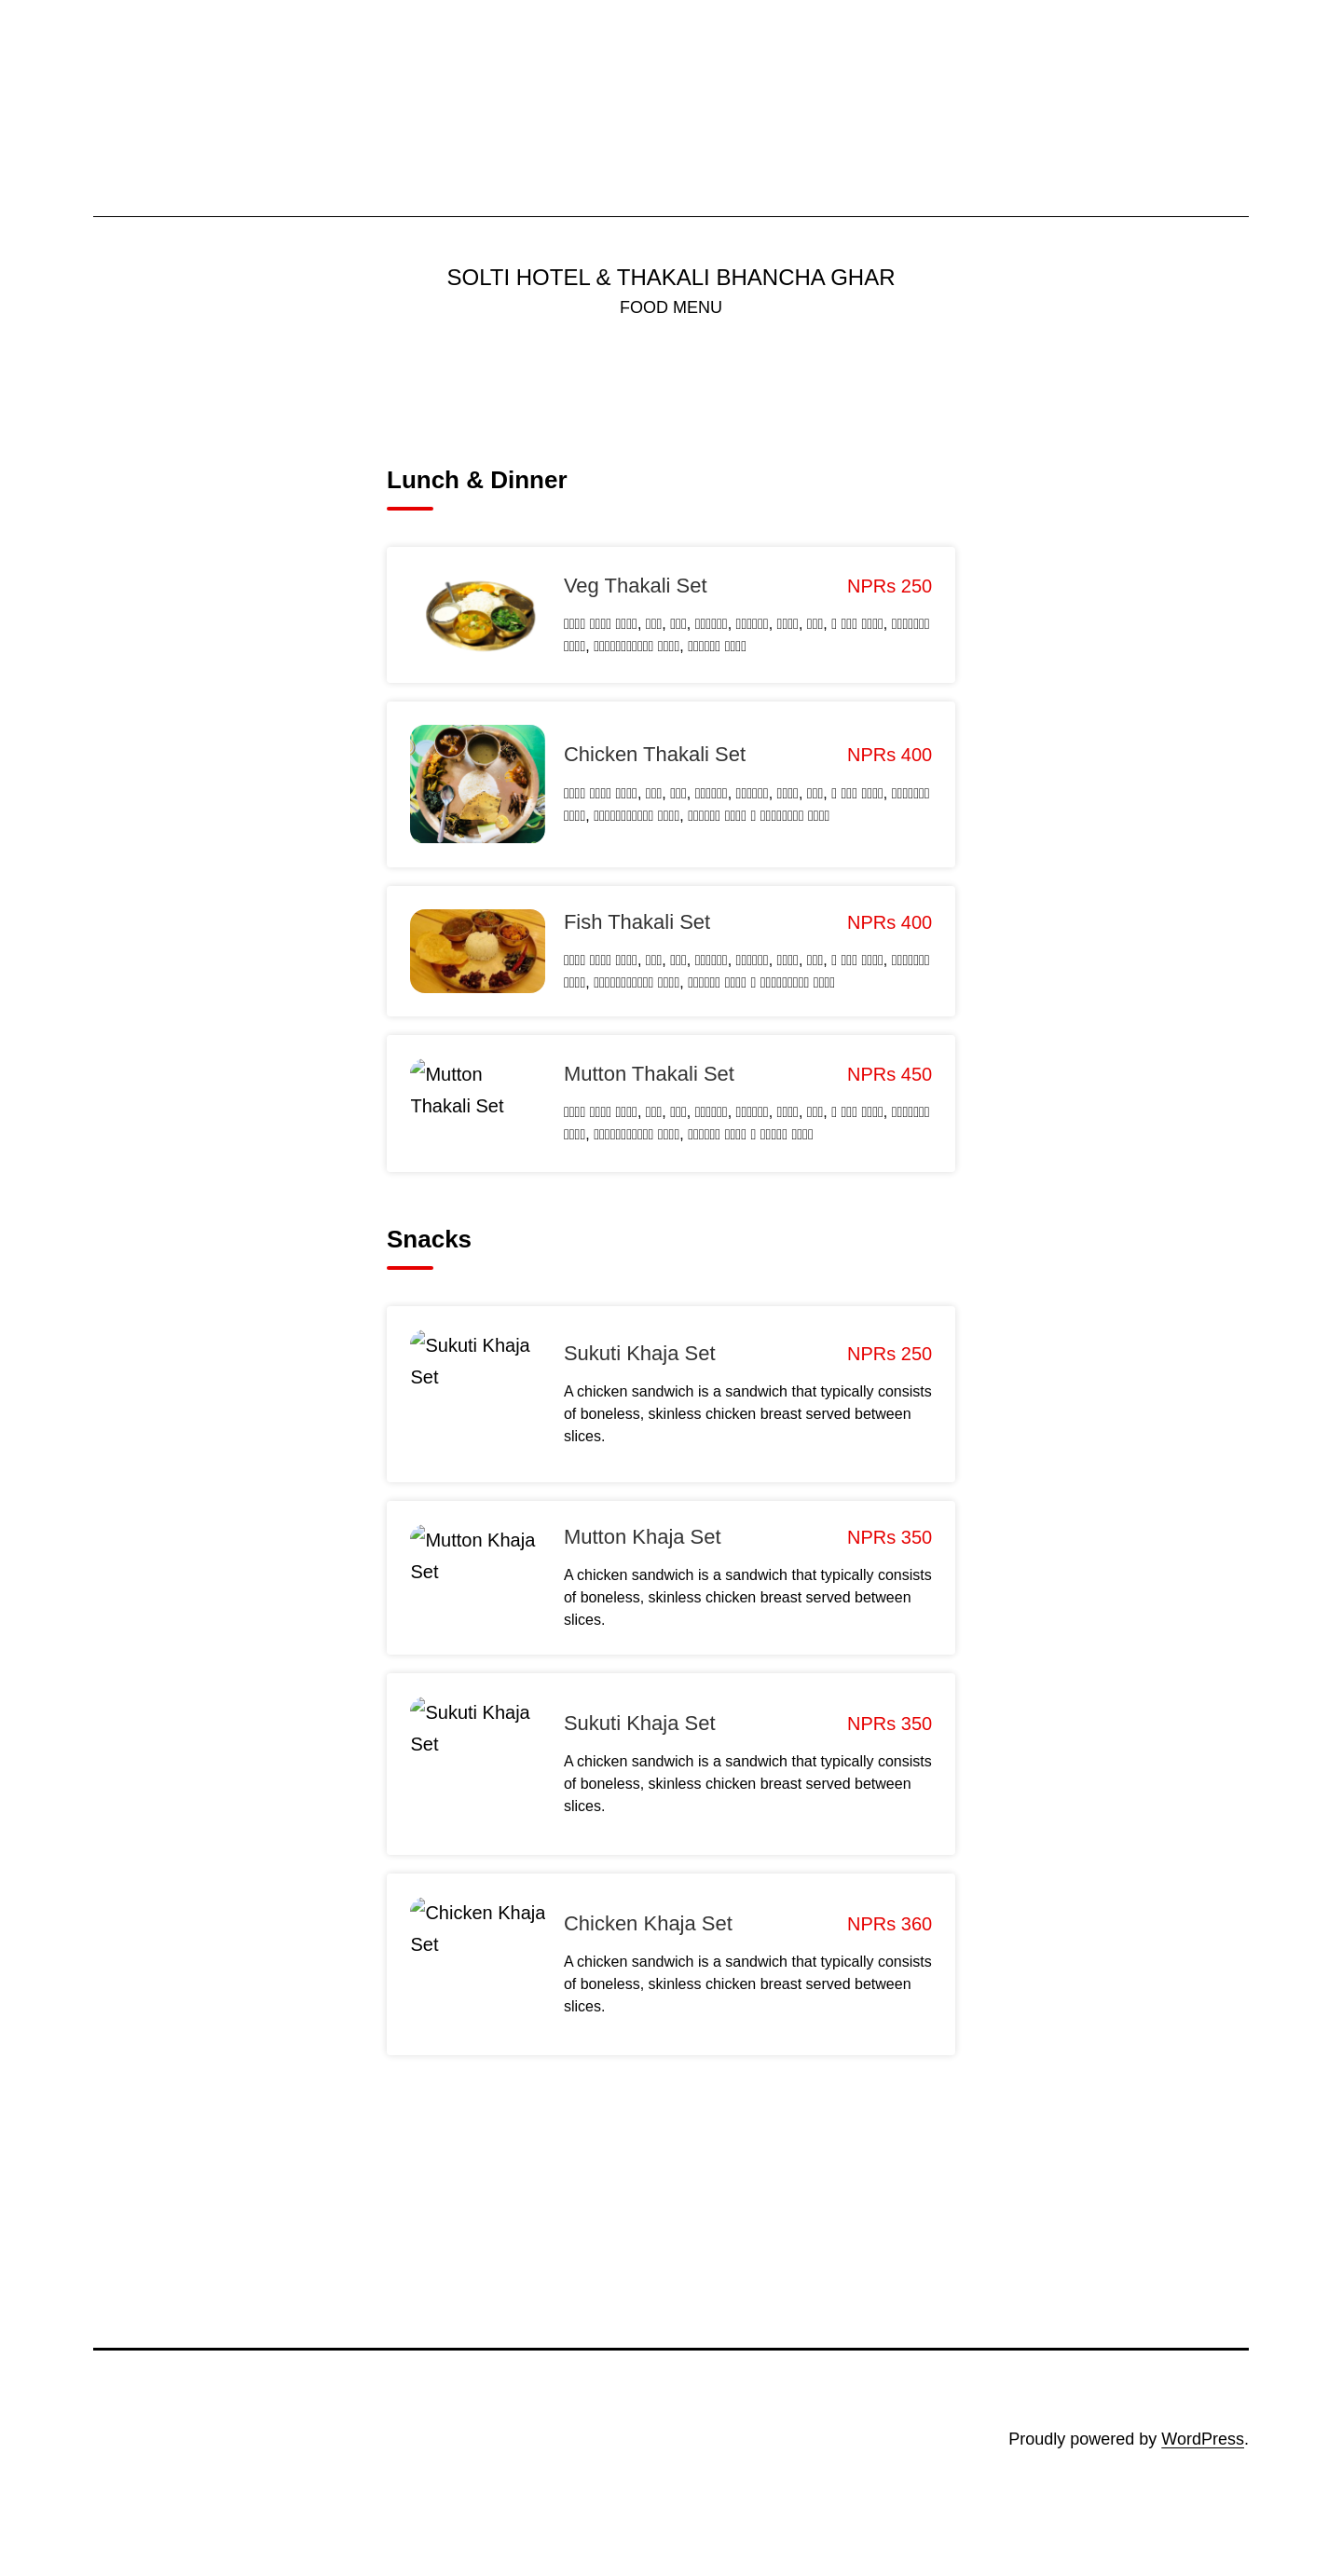 SOLTI HOTEL & THAKALI BHANCHA GHAR
FOOD MENU
Lunch & Dinner
Veg Thakali Set
NPRs 250
Chicken Thakali Set
NPRs 400
Fish Thakali Set
NPRs 400
Mutton
Thakali Set
Mutton Thakali Set
NPRs 450
Snacks
Sukuti Khaja
Set
Sukuti Khaja Set
NPRs 250
A chicken sandwich is a sandwich that typically consists
of boneless, skinless chicken breast served between
slices.
Mutton Khaja
Set
Mutton Khaja Set
NPRs 350
A chicken sandwich is a sandwich that typically consists
of boneless, skinless chicken breast served between
slices.
Sukuti Khaja
Set
Sukuti Khaja Set
NPRs 350
A chicken sandwich is a sandwich that typically consists
of boneless, skinless chicken breast served between
slices.
Chicken Khaja
Set
Chicken Khaja Set
NPRs 360
A chicken sandwich is a sandwich that typically consists
of boneless, skinless chicken breast served between
slices.
Proudly powered by WordPress.